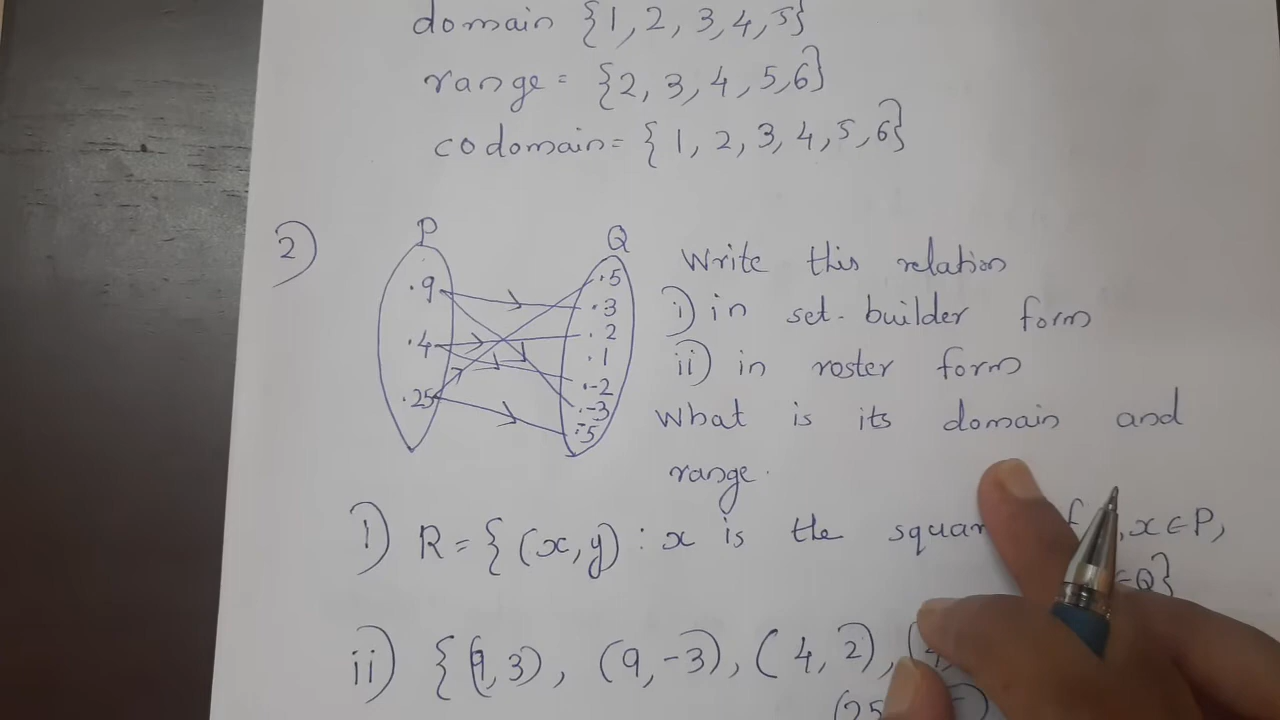 domain {1, 2, 3, 4, 5}
range = {2, 3, 4, 5, 6}
codomain = { 1, 2, 3, 4, 5, 6}
2)
P
Q
.9
.4
.25
.5
.3
.2
.1
.-2
.-3
.-5
Write this relation
i) in set-builder form
ii) in roster form
What is its domain and
range.
i) R = { (x, y) : x is the , x ∈ P,
∈ Q}
ii) { (9, 3), (9, -3), ( 4, 2), (4,
(25